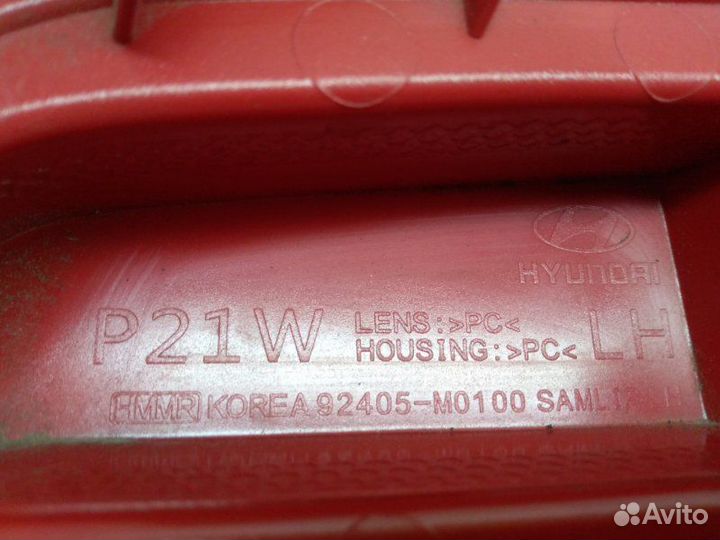 HYUNDAI
P21W LENS:>PC< LH
HOUSING:>PC<
HMMR KOREA 92405-M0100
Avito